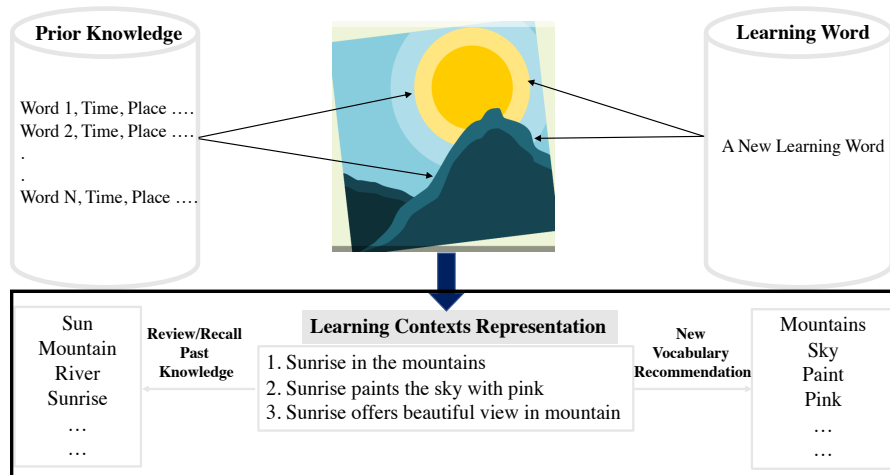 Prior Knowledge
Word 1, Time, Place ….
Word 2, Time, Place ….
.
.
Word N, Time, Place ….
Learning Word
A New Learning Word
Learning Contexts Representation
1. Sunrise in the mountains
2. Sunrise paints the sky with pink
3. Sunrise offers beautiful view in mountain
Review/Recall
Past
Knowledge
Sun
Mountain
River
Sunrise
…
…
New
Vocabulary
Recommendation
Mountains
Sky
Paint
Pink
…
…